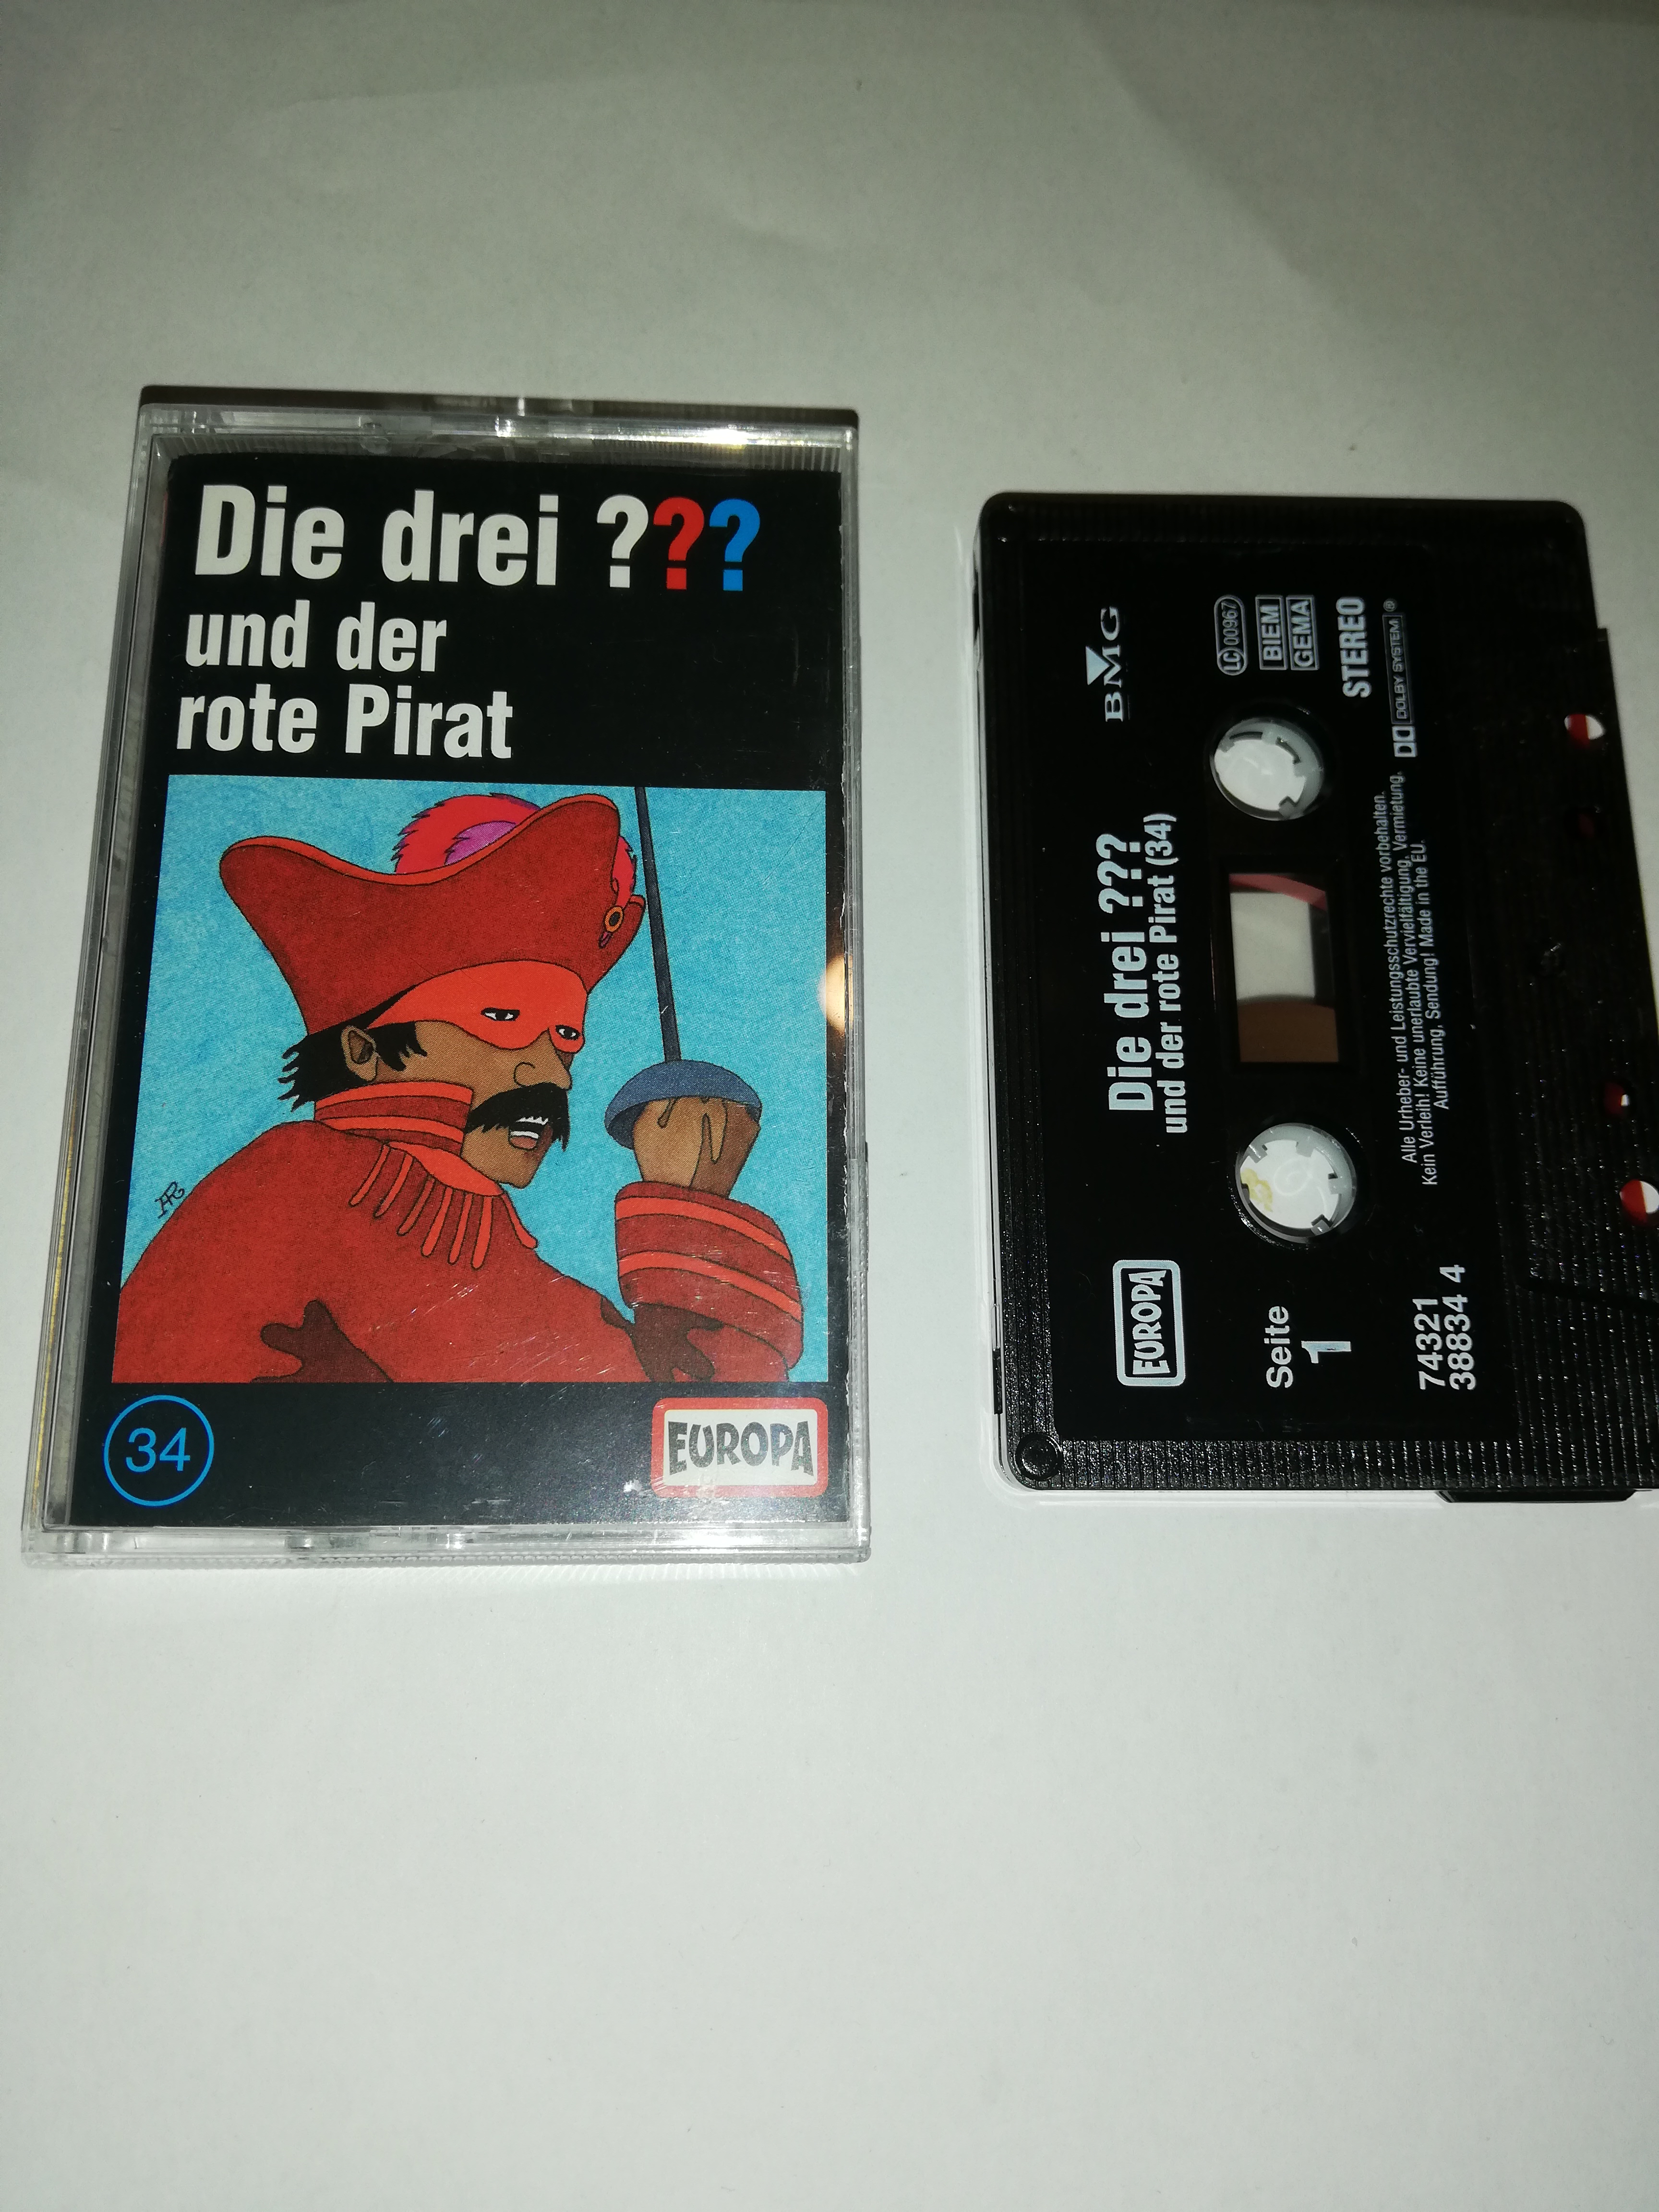 Die drei ???
und der
rote Pirat
AR
34
EUROPA
EUROPA
Die drei ???
und der rote Pirat (34)
BMG
Seite
1
LC 00967
BIEM
GEMA
STEREO
DOLBY SYSTEM ®
74321
38834 4
Alle Urheber- und Leistungsschutzrechte vorbehalten.
Kein Verleih! Keine unerlaubte Vervielfältigung, Vermietung,
Aufführung, Sendung! Made in the EU.